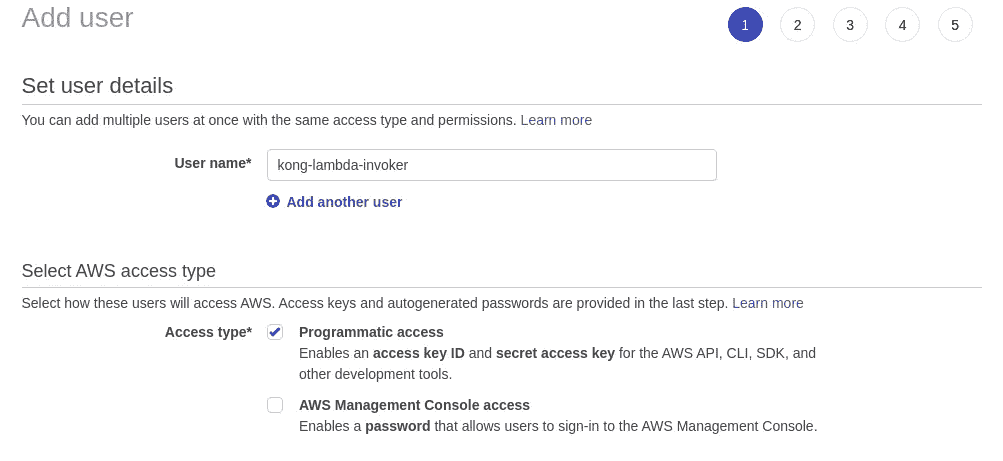 Add user
1 2 3 4 5
Set user details
You can add multiple users at once with the same access type and permissions. Learn more
User name* kong-lambda-invoker
Add another user
Select AWS access type
Select how these users will access AWS. Access keys and autogenerated passwords are provided in the last step. Learn more
Access type* Programmatic access
Enables an access key ID and secret access key for the AWS API, CLI, SDK, and
other development tools.
AWS Management Console access
Enables a password that allows users to sign-in to the AWS Management Console.